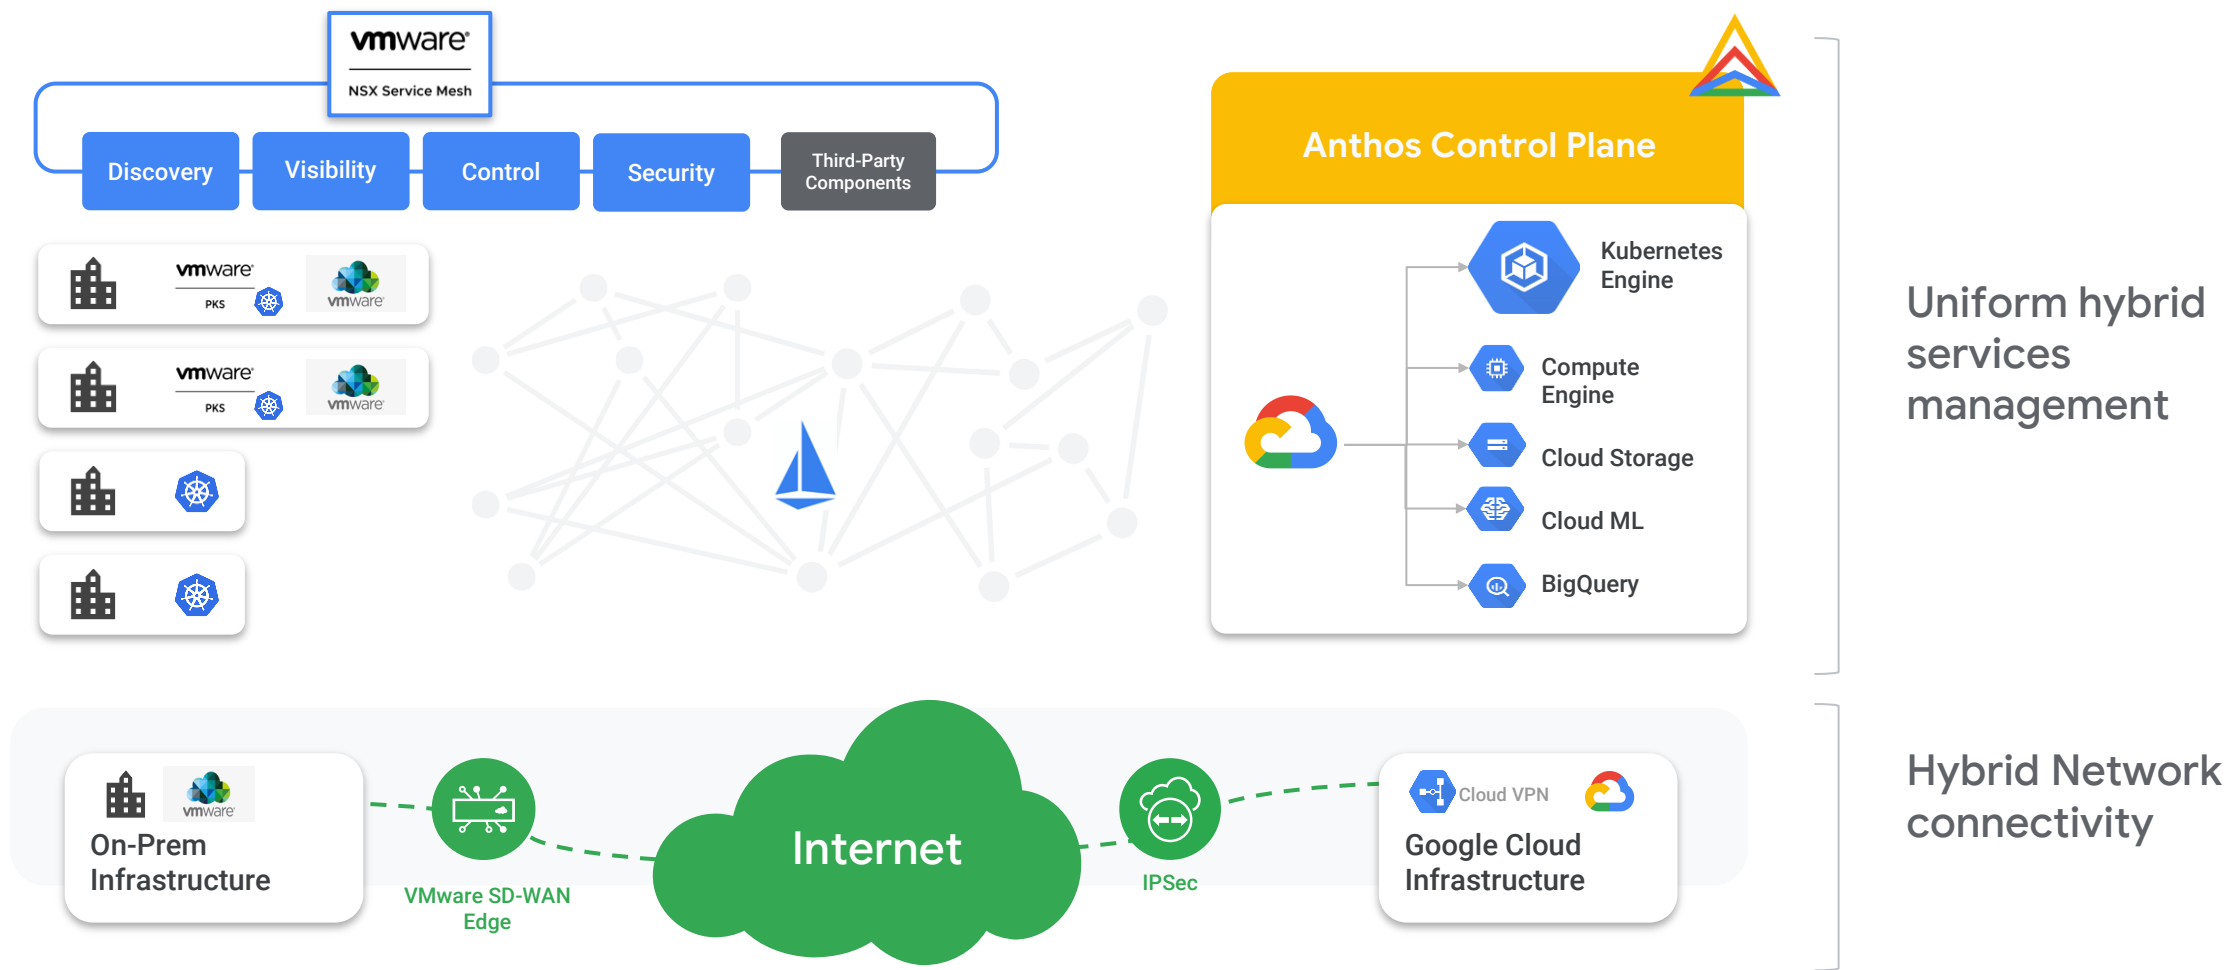 vmware®
NSX Service Mesh
Discovery
Visibility
Control
Security
Third-Party
Components
vmware®
PKS
vmware®
vmware®
PKS
vmware®
Anthos Control Plane
Kubernetes
Engine
Compute
Engine
Cloud Storage
Cloud ML
BigQuery
Uniform hybrid
services
management
vmware®
On-Prem
Infrastructure
VMware SD-WAN
Edge
Internet
IPSec
Cloud VPN
Google Cloud
Infrastructure
Hybrid Network
connectivity